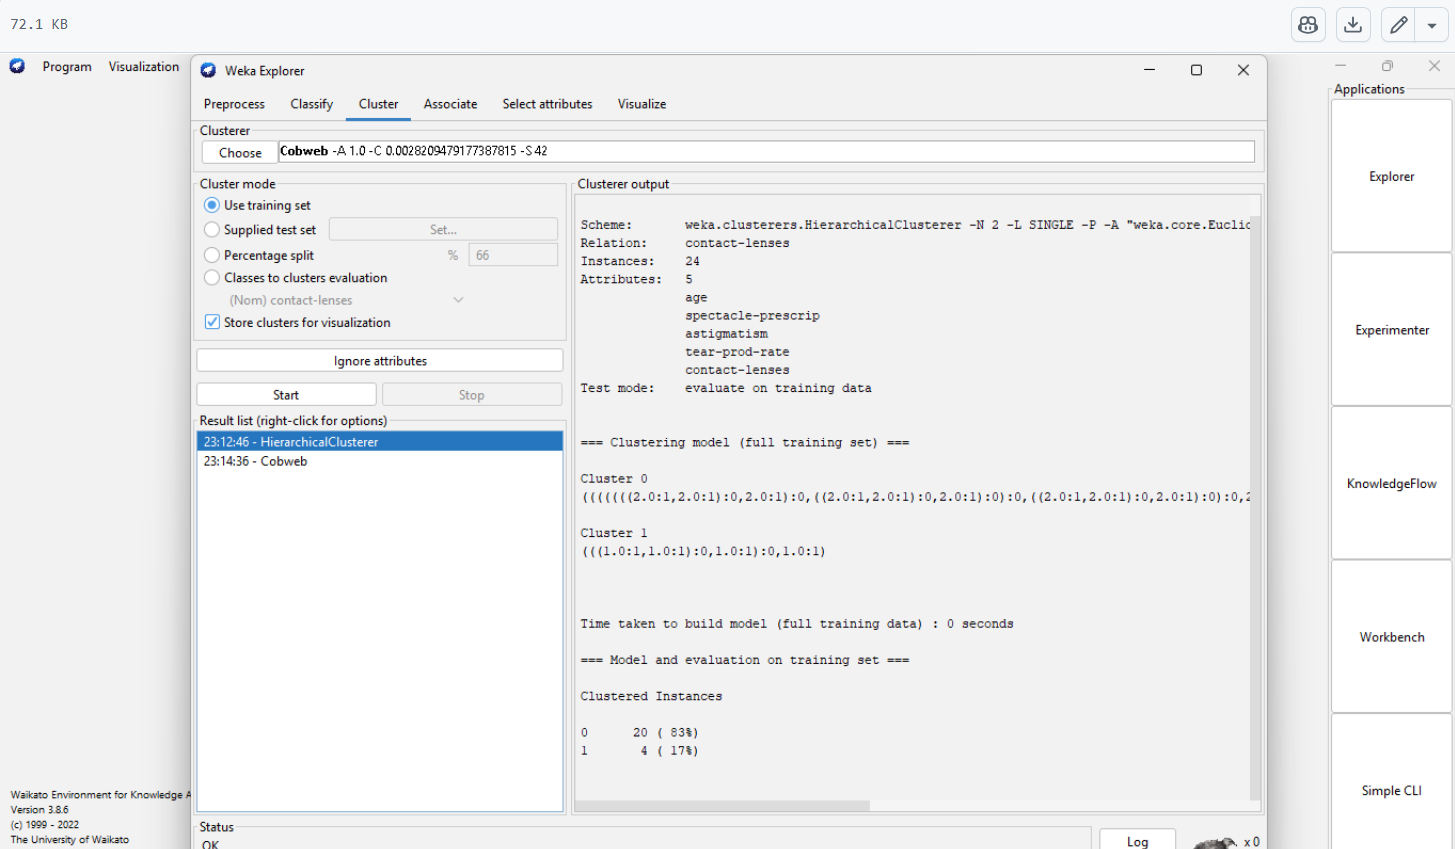 72.1 KB
Program Visualization
Weka Explorer
Preprocess Classify Cluster Associate Select attributes Visualize
Clusterer
Choose Cobweb -A 1.0 -C 0.0028209479177387815 -S 42
Cluster mode
Use training set
Supplied test set Set...
Percentage split % 66
Classes to clusters evaluation
(Nom) contact-lenses
Store clusters for visualization
Ignore attributes
Start Stop
Result list (right-click for options)
23:12:46 - HierarchicalClusterer
23:14:36 - Cobweb
Clusterer output
Scheme: weka.clusterers.HierarchicalClusterer -N 2 -L SINGLE -P -A "weka.core.Euclic
Relation: contact-lenses
Instances: 24
Attributes: 5
age
spectacle-prescrip
astigmatism
tear-prod-rate
contact-lenses
Test mode: evaluate on training data
=== Clustering model (full training set) ===
Cluster 0
(((((((2.0:1,2.0:1):0,2.0:1):0,((2.0:1,2.0:1):0,2.0:1):0):0,((2.0:1,2.0:1):0,2.0:1):0):0,2
Cluster 1
(((1.0:1,1.0:1):0,1.0:1):0,1.0:1)
Time taken to build model (full training data) : 0 seconds
=== Model and evaluation on training set ===
Clustered Instances
0 20 ( 83%)
1 4 ( 17%)
Status
OK
Log x 0
Applications
Explorer
Experimenter
KnowledgeFlow
Workbench
Simple CLI
Waikato Environment for Knowledge A
Version 3.8.6
(c) 1999 - 2022
The University of Waikato